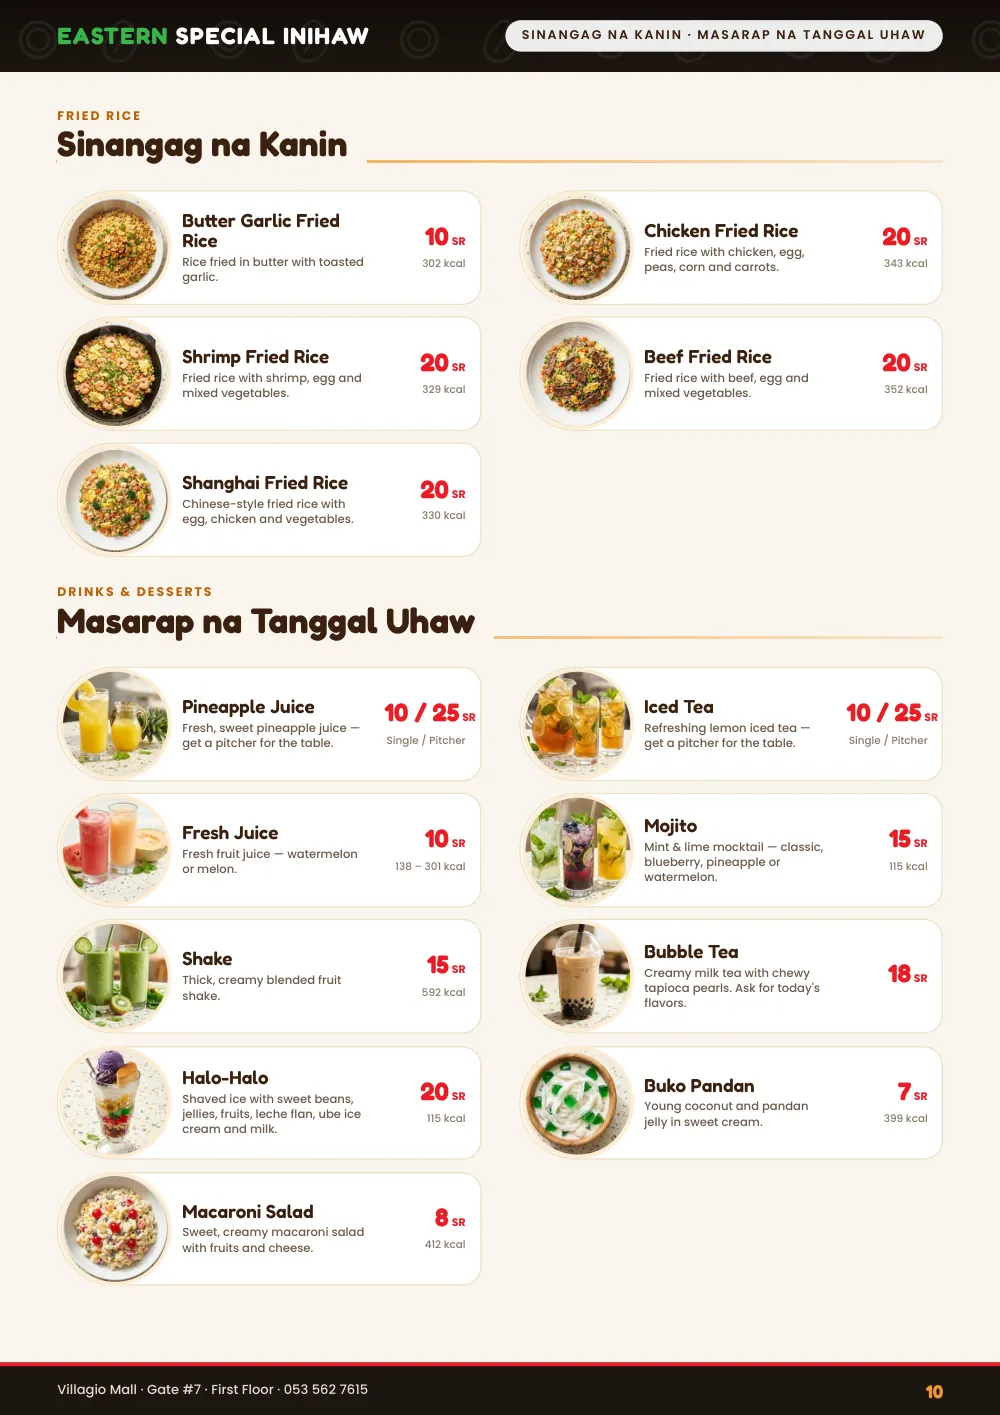 EASTERN SPECIAL INIHAW
SINANGAG NA KANIN · MASARAP NA TANGGAL UHAW
FRIED RICE
Sinangag na Kanin
Butter Garlic Fried
Rice
Rice fried in butter with toasted
garlic.
10 SR
302 kcal
Chicken Fried Rice
Fried rice with chicken, egg,
peas, corn and carrots.
20 SR
343 kcal
Shrimp Fried Rice
Fried rice with shrimp, egg and
mixed vegetables.
20 SR
329 kcal
Beef Fried Rice
Fried rice with beef, egg and
mixed vegetables.
20 SR
352 kcal
Shanghai Fried Rice
Chinese-style fried rice with
egg, chicken and vegetables.
20 SR
330 kcal
DRINKS & DESSERTS
Masarap na Tanggal Uhaw
Pineapple Juice
Fresh, sweet pineapple juice —
get a pitcher for the table.
10 / 25 SR
Single / Pitcher
Iced Tea
Refreshing lemon iced tea —
get a pitcher for the table.
10 / 25 SR
Single / Pitcher
Fresh Juice
Fresh fruit juice — watermelon
or melon.
10 SR
138 – 301 kcal
Mojito
Mint & lime mocktail — classic,
blueberry, pineapple or
watermelon.
15 SR
115 kcal
Shake
Thick, creamy blended fruit
shake.
15 SR
592 kcal
Bubble Tea
Creamy milk tea with chewy
tapioca pearls. Ask for today's
flavors.
18 SR
Halo-Halo
Shaved ice with sweet beans,
jellies, fruits, leche flan, ube ice
cream and milk.
20 SR
115 kcal
Buko Pandan
Young coconut and pandan
jelly in sweet cream.
7 SR
399 kcal
Macaroni Salad
Sweet, creamy macaroni salad
with fruits and cheese.
8 SR
412 kcal
Villagio Mall · Gate #7 · First Floor · 053 562 7615
10